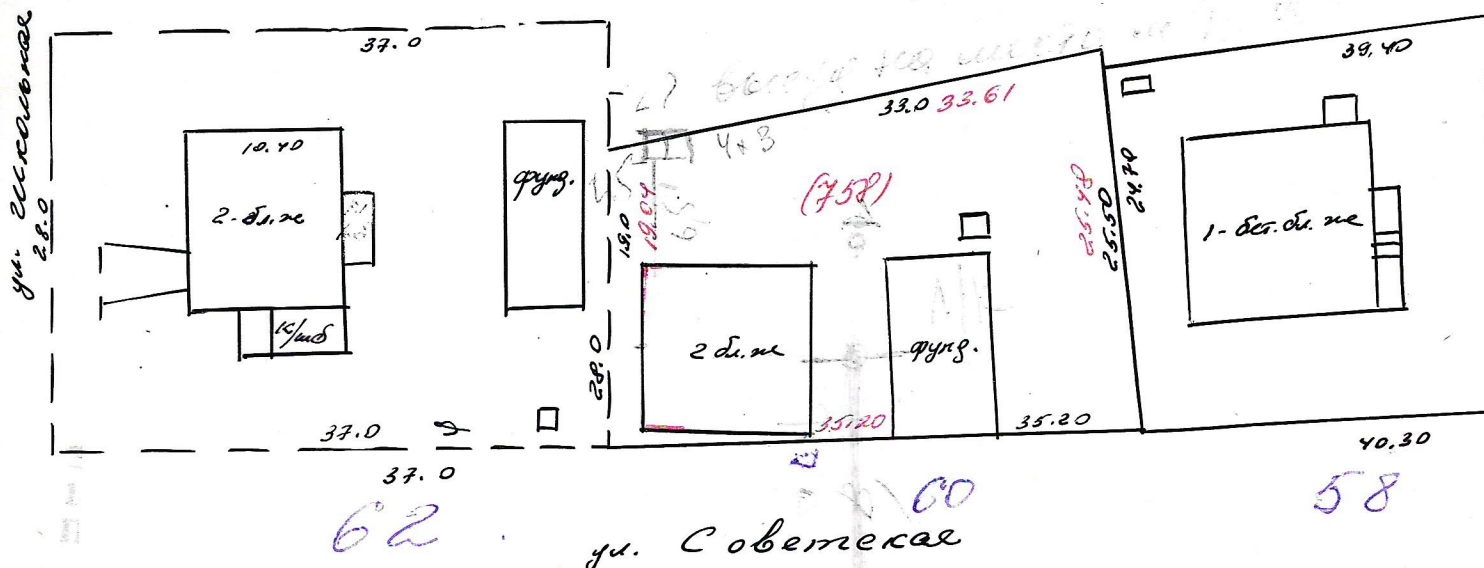 ул. Школьная
28.0
37.0
10.40
2-бл.ж
к/шб
фунд.
28.0
37.0
37.0
62
33.0 33.61
4×3
19.0
19.04
(758)
25.48
25.50
24.70
2 бл.ж
фунд.
35.20
35.20
60
39,40
1-бет.бл.ж
40.30
58
ул. Советская